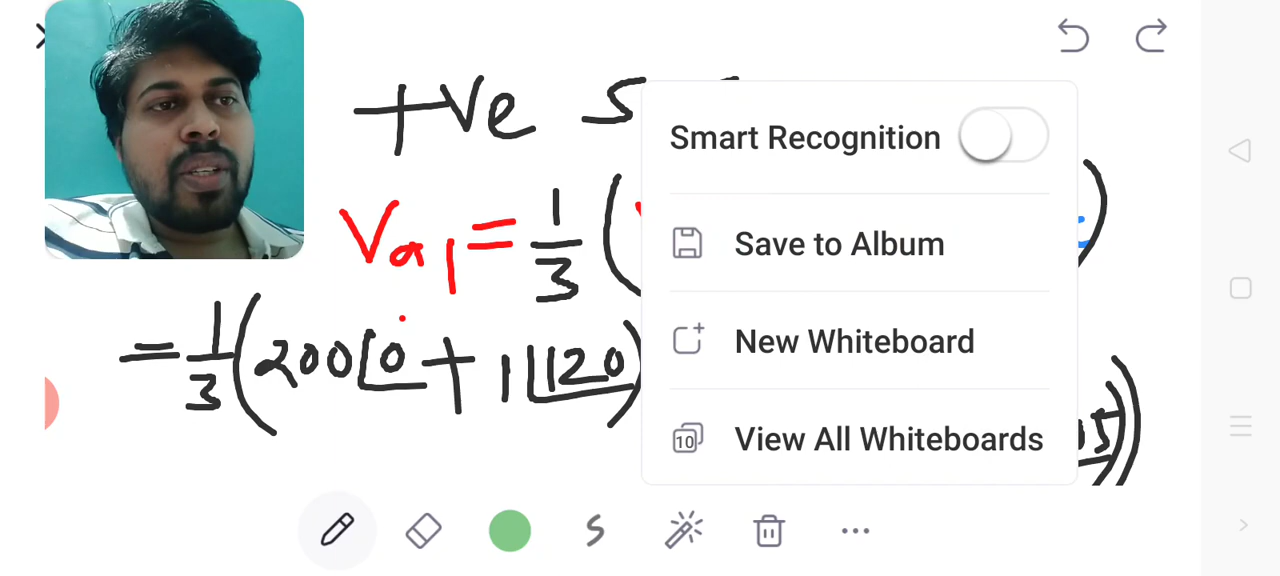 +ve S
Va1 = 1/3 (
= 1/3 (200∠0 + 1∠120)
15))
Smart Recognition
Save to Album
New Whiteboard
10 View All Whiteboards